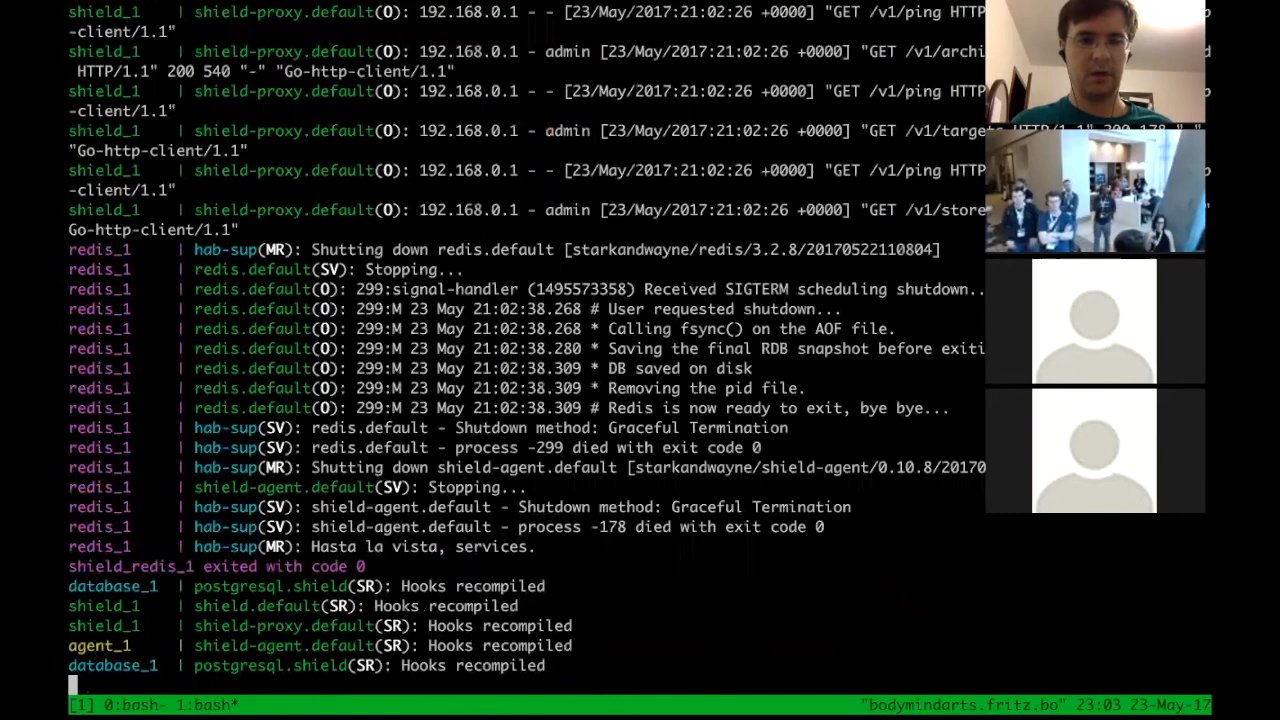 shield_1     | shield-proxy.default(O): 192.168.0.1 - - [23/May/2017:21:02:26 +0000] "GET /v1/ping HTTP
-client/1.1"
shield_1     | shield-proxy.default(O): 192.168.0.1 - admin [23/May/2017:21:02:26 +0000] "GET /v1/archi
HTTP/1.1" 200 540 "-" "Go-http-client/1.1"
shield_1     | shield-proxy.default(O): 192.168.0.1 - - [23/May/2017:21:02:26 +0000] "GET /v1/ping HTTP
-client/1.1"
shield_1     | shield-proxy.default(O): 192.168.0.1 - admin [23/May/2017:21:02:26 +0000] "GET /v1/targets HTTP/1.1" 200 178 "-"
"Go-http-client/1.1"
shield_1     | shield-proxy.default(O): 192.168.0.1 - - [23/May/2017:21:02:26 +0000] "GET /v1/ping HTTP
-client/1.1"
shield_1     | shield-proxy.default(O): 192.168.0.1 - admin [23/May/2017:21:02:26 +0000] "GET /v1/store
Go-http-client/1.1"
redis_1      | hab-sup(MR): Shutting down redis.default [starkandwayne/redis/3.2.8/20170522110804]
redis_1      | redis.default(SV): Stopping...
redis_1      | redis.default(O): 299:signal-handler (1495573358) Received SIGTERM scheduling shutdown..
redis_1      | redis.default(O): 299:M 23 May 21:02:38.268 # User requested shutdown...
redis_1      | redis.default(O): 299:M 23 May 21:02:38.268 * Calling fsync() on the AOF file.
redis_1      | redis.default(O): 299:M 23 May 21:02:38.280 * Saving the final RDB snapshot before exiti
redis_1      | redis.default(O): 299:M 23 May 21:02:38.309 * DB saved on disk
redis_1      | redis.default(O): 299:M 23 May 21:02:38.309 * Removing the pid file.
redis_1      | redis.default(O): 299:M 23 May 21:02:38.309 # Redis is now ready to exit, bye bye...
redis_1      | hab-sup(SV): redis.default - Shutdown method: Graceful Termination
redis_1      | hab-sup(SV): redis.default - process -299 died with exit code 0
redis_1      | hab-sup(MR): Shutting down shield-agent.default [starkandwayne/shield-agent/0.10.8/20170
redis_1      | shield-agent.default(SV): Stopping...
redis_1      | hab-sup(SV): shield-agent.default - Shutdown method: Graceful Termination
redis_1      | hab-sup(SV): shield-agent.default - process -178 died with exit code 0
redis_1      | hab-sup(MR): Hasta la vista, services.
shield_redis_1 exited with code 0
database_1   | postgresql.shield(SR): Hooks recompiled
shield_1     | shield.default(SR): Hooks recompiled
shield_1     | shield-proxy.default(SR): Hooks recompiled
agent_1      | shield-agent.default(SR): Hooks recompiled
database_1   | postgresql.shield(SR): Hooks recompiled
[1] 0:bash- 1:bash* "bodymindarts.fritz.bo" 23:03 23-May-17